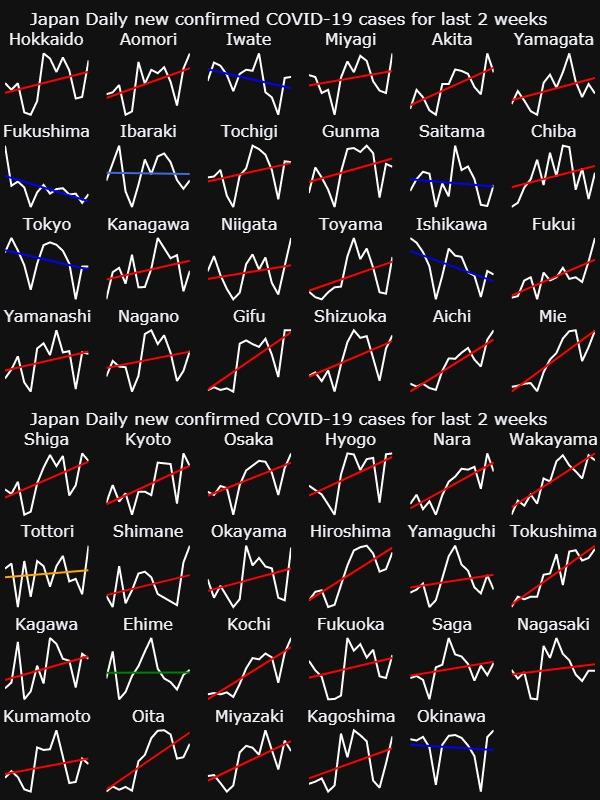 Japan Daily new confirmed COVID-19 cases for last 2 weeks
Hokkaido Aomori Iwate Miyagi Akita Yamagata
Fukushima Ibaraki Tochigi Gunma Saitama Chiba
Tokyo Kanagawa Niigata Toyama Ishikawa Fukui
Yamanashi Nagano Gifu Shizuoka Aichi Mie
Japan Daily new confirmed COVID-19 cases for last 2 weeks
Shiga Kyoto Osaka Hyogo Nara Wakayama
Tottori Shimane Okayama Hiroshima Yamaguchi Tokushima
Kagawa Ehime Kochi Fukuoka Saga Nagasaki
Kumamoto Oita Miyazaki Kagoshima Okinawa